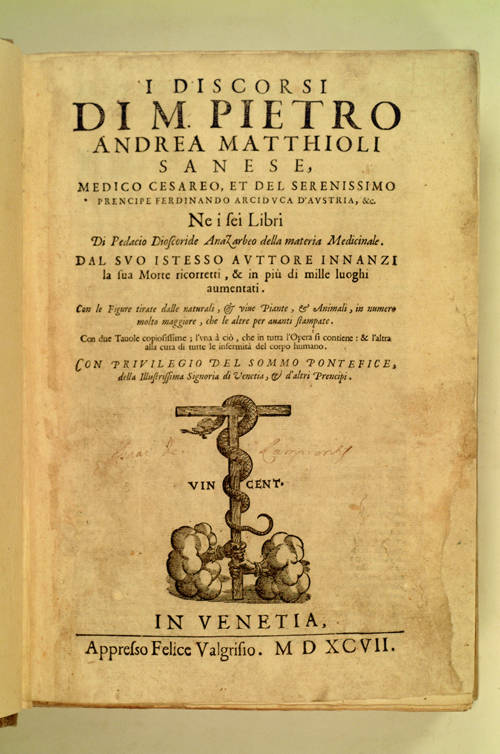 I DISCORSI
DI M. PIETRO
ANDREA MATTHIOLI
SANESE,
MEDICO CESAREO, ET DEL SERENISSIMO
PRENCIPE FERDINANDO ARCIDVCA D'AVSTRIA, &c.
Ne i ſei Libri
Di Pedacio Dioſcoride Anazarbeo della materia Medicinale.
DAL SVO ISTESSO AVTTORE INNANZI
la ſua Morte ricorretti, & in più di mille luoghi
aumentati.
Con le Figure tirate dalle naturali, & viue Piante, & Animali, in numero
molto maggiore, che le altre per auanti ſtampate.
Con due Tauole copioſiſſime; l'vna à ciò, che in tutta l'Opera ſi contiene: & l'altra
alla cura di tutte le infermità del corpo humano.
CON PRIVILEGIO DEL SOMMO PONTEFICE,
della Illuſtriſſima Signoria di Venetia, & d'altri Prencipi.
VIN CENT.
IN VENETIA,
Appreſſo Felice Valgriſio. M D XCVII.